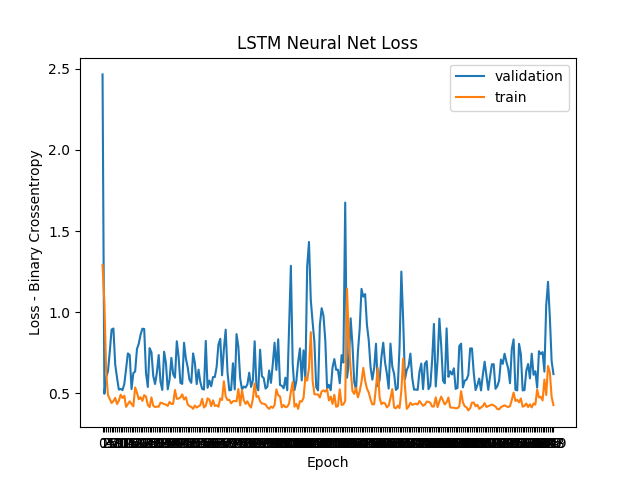 LSTM Neural Net Loss
validation
train
2.5
2.0
1.5
1.0
0.5
Loss - Binary Crossentropy
Epoch